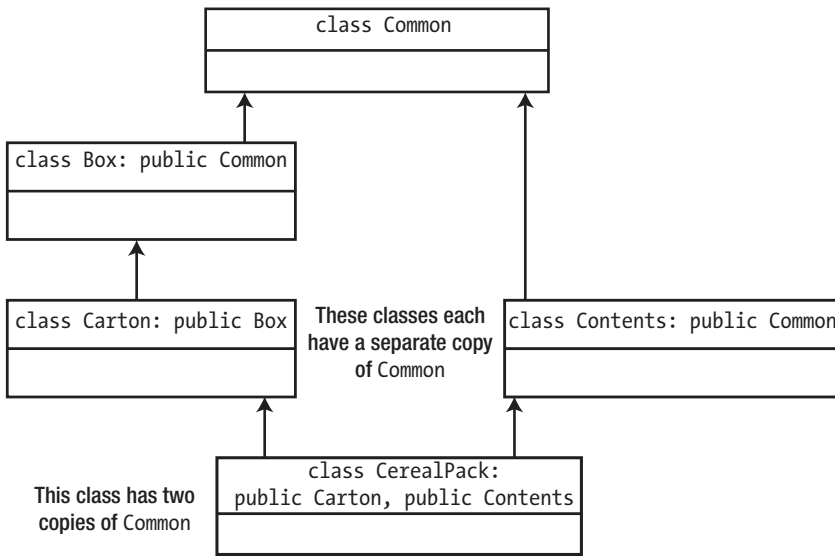 class Common
class Box: public Common
class Carton: public Box
These classes each
have a separate copy
of Common
class Contents: public Common
class CerealPack:
public Carton, public Contents
This class has two
copies of Common